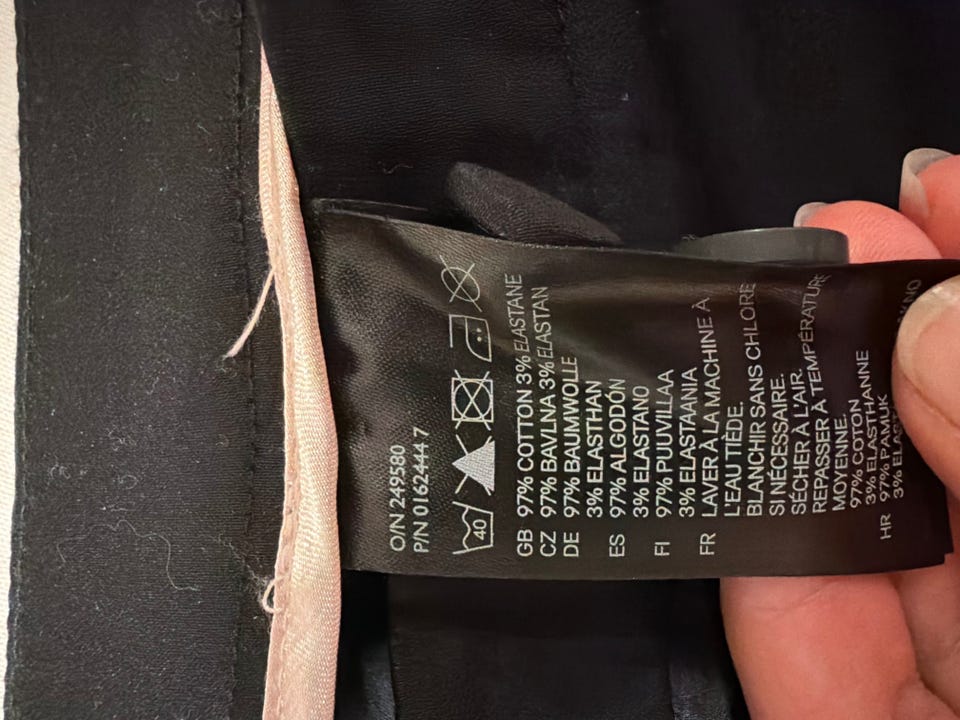 O/N 249580
P/N 0162444 7
40
GB 97% COTTON 3% ELASTANE
CZ 97% BAVLNA 3% ELASTAN
DE 97% BAUMWOLLE
3% ELASTHAN
ES 97% ALGODÓN
3% ELASTANO
FI 97% PUUVILLAA
3% ELASTAANIA
FR LAVER À LA MACHINE À
L'EAU TIÈDE.
BLANCHIR SANS CHLORE
SI NÉCESSAIRE.
SÉCHER À L'AIR.
REPASSER À TEMPÉRATURE
MOYENNE.
97% COTON
3% ELASTHANNE
HR 97% PAMUK
3%